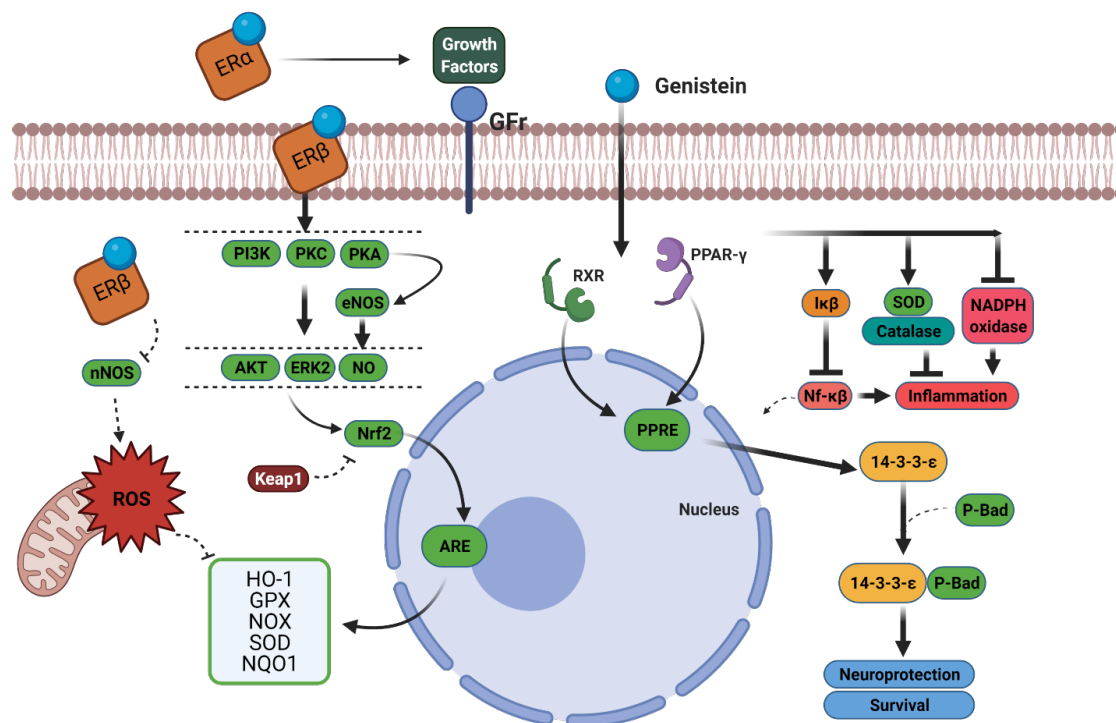 ERα
Growth
Factors
Genistein
GFr
ERβ
PI3K
PKC
PKA
eNOS
AKT
ERK2
NO
ERβ
nNOS
ROS
Nrf2
Keap1
ARE
HO-1
GPX
NOX
SOD
NQO1
RXR
PPAR-γ
PPRE
Nucleus
Iκβ
SOD
Catalase
NADPH
oxidase
Nf-κβ
Inflammation
14-3-3-ε
P-Bad
14-3-3-ε
P-Bad
Neuroprotection
Survival